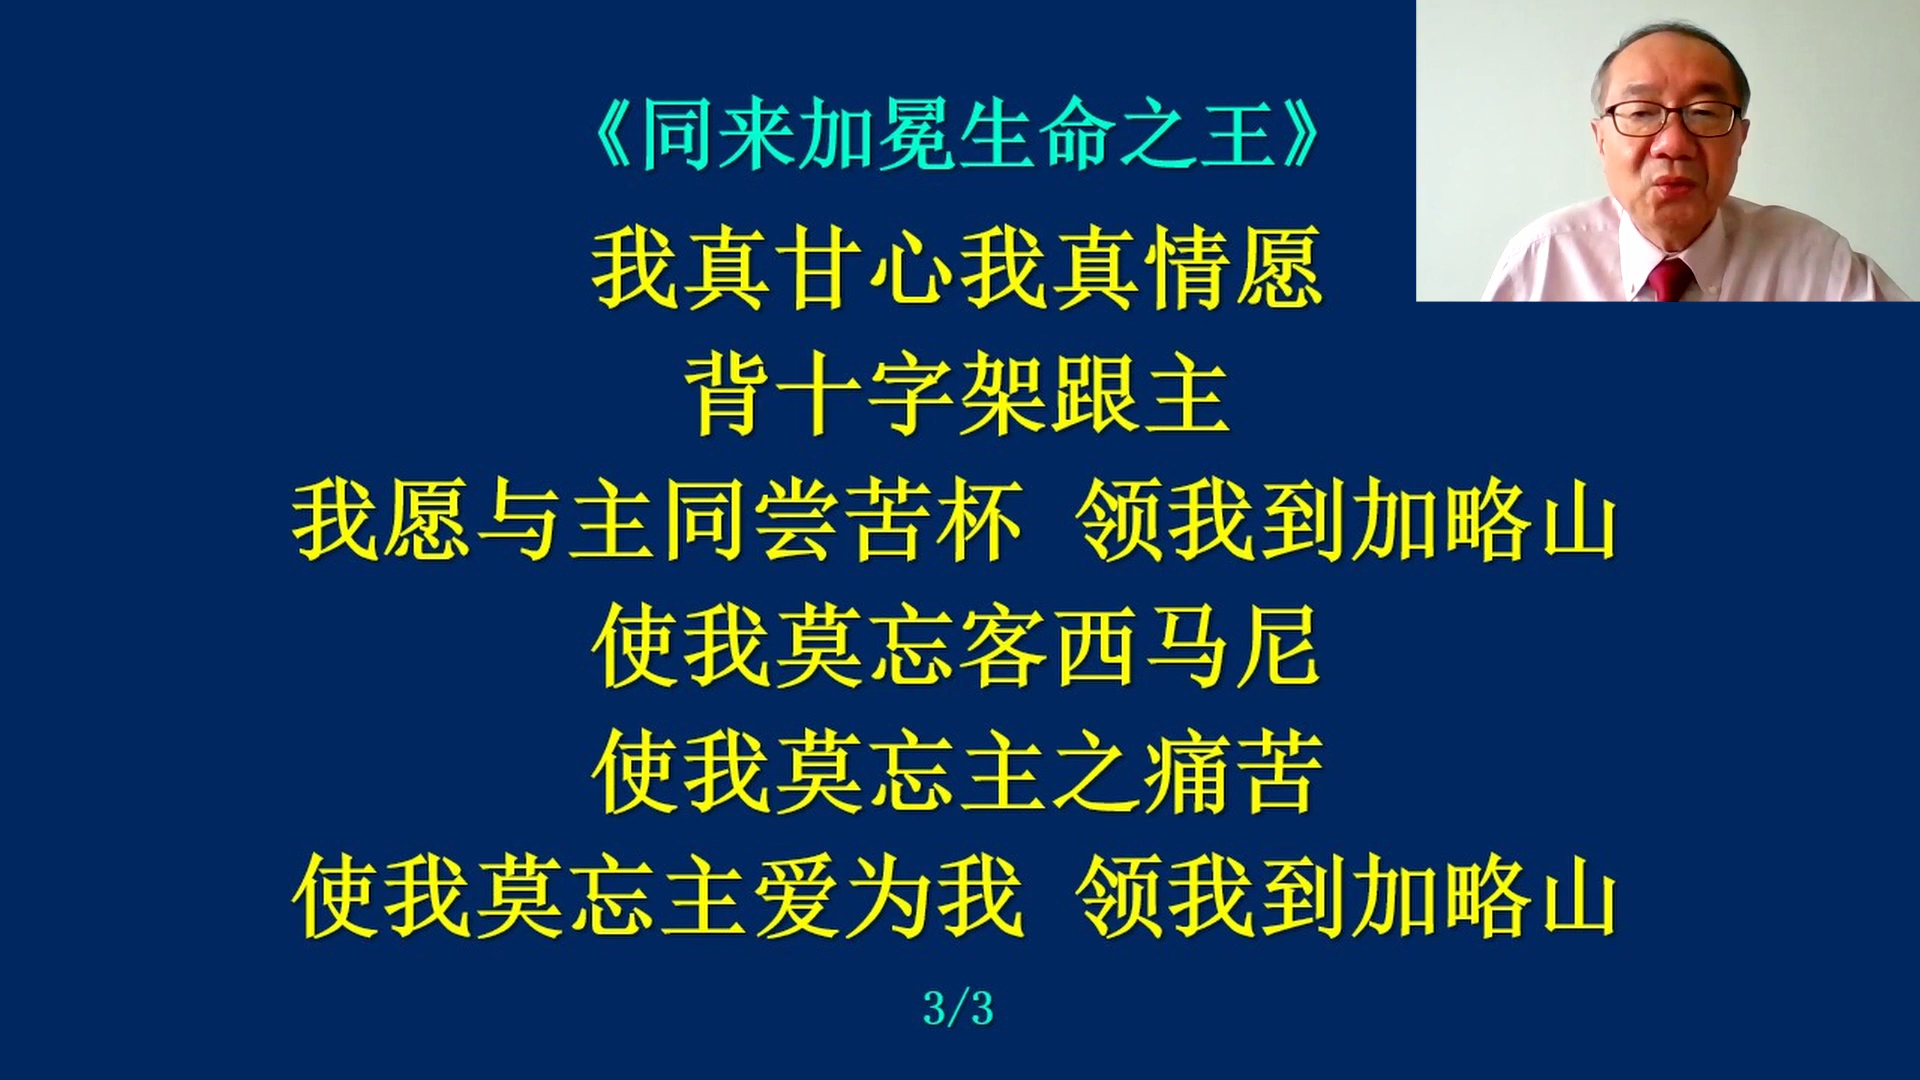 《同来加冕生命之王》
我真甘心我真情愿
背十字架跟主
我愿与主同尝苦杯 领我到加略山
使我莫忘客西马尼
使我莫忘主之痛苦
使我莫忘主爱为我 领我到加略山
3/3